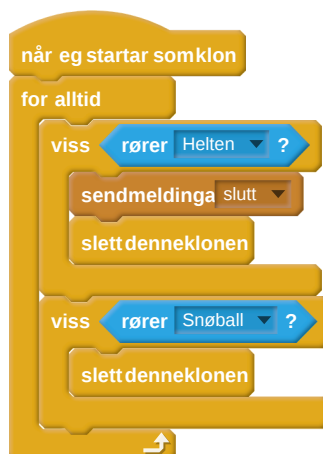 når eg startar som klon
for alltid
viss rører Helten ?
send meldinga slutt
slett denne klonen
viss rører Snøball ?
slett denne klonen